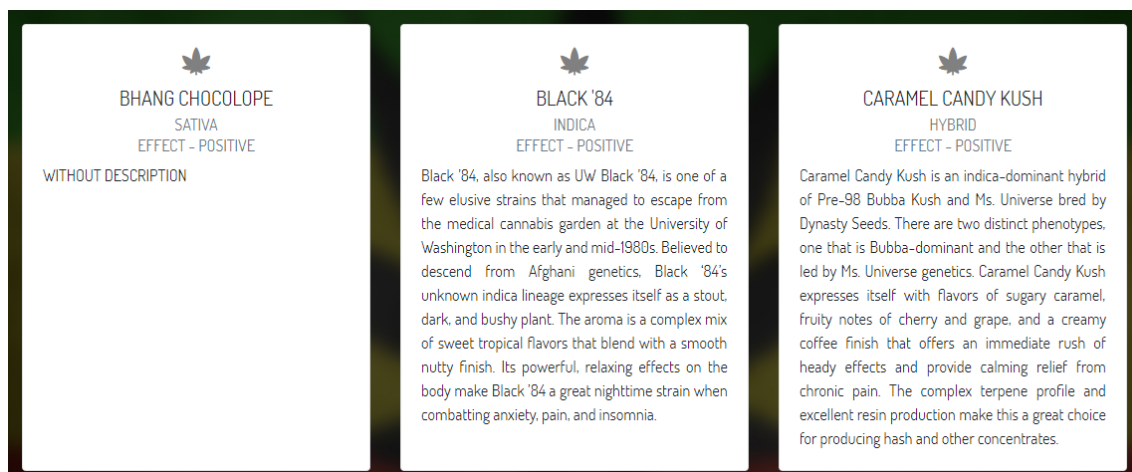 BHANG CHOCOLOPE
SATIVA
EFFECT - POSITIVE
WITHOUT DESCRIPTION
BLACK '84
INDICA
EFFECT - POSITIVE
Black '84, also known as UW Black '84, is one of a
few elusive strains that managed to escape from
the medical cannabis garden at the University of
Washington in the early and mid-1980s. Believed to
descend from Afghani genetics, Black '84's
unknown indica lineage expresses itself as a stout,
dark, and bushy plant. The aroma is a complex mix
of sweet tropical flavors that blend with a smooth
nutty finish. Its powerful, relaxing effects on the
body make Black '84 a great nighttime strain when
combatting anxiety, pain, and insomnia.
CARAMEL CANDY KUSH
HYBRID
EFFECT - POSITIVE
Caramel Candy Kush is an indica-dominant hybrid
of Pre-98 Bubba Kush and Ms. Universe bred by
Dynasty Seeds. There are two distinct phenotypes,
one that is Bubba-dominant and the other that is
led by Ms. Universe genetics. Caramel Candy Kush
expresses itself with flavors of sugary caramel,
fruity notes of cherry and grape, and a creamy
coffee finish that offers an immediate rush of
heady effects and provide calming relief from
chronic pain. The complex terpene profile and
excellent resin production make this a great choice
for producing hash and other concentrates.